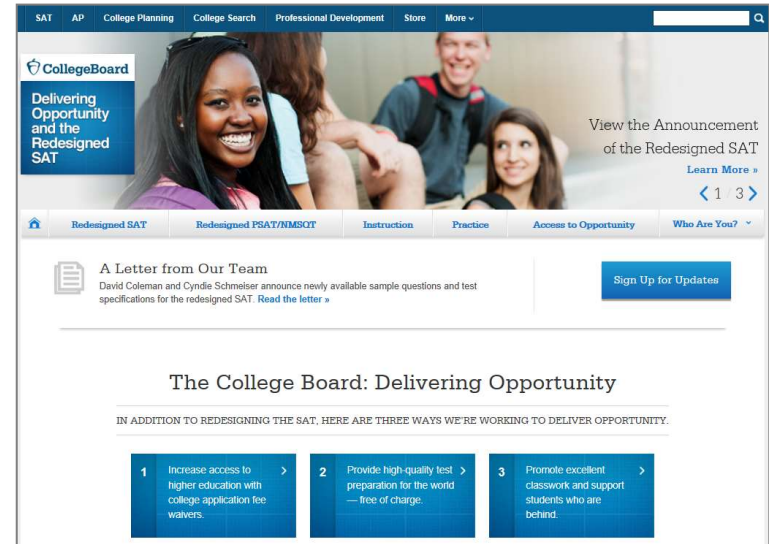 SAT AP College Planning College Search Professional Development Store More
CollegeBoard
Delivering
Opportunity
and the
Redesigned
SAT
View the Announcement
of the Redesigned SAT
Learn More »
1 / 3
Redesigned SAT Redesigned PSAT/NMSQT Instruction Practice Access to Opportunity Who Are You?
A Letter from Our Team
David Coleman and Cyndie Schmeiser announce newly available sample questions and test
specifications for the redesigned SAT. Read the letter »
Sign Up for Updates
The College Board: Delivering Opportunity
IN ADDITION TO REDESIGNING THE SAT, HERE ARE THREE WAYS WE'RE WORKING TO DELIVER OPPORTUNITY.
1 Increase access to
higher education with
college application fee
waivers.
2 Provide high-quality test
preparation for the world
— free of charge.
3 Promote excellent
classwork and support
students who are
behind.